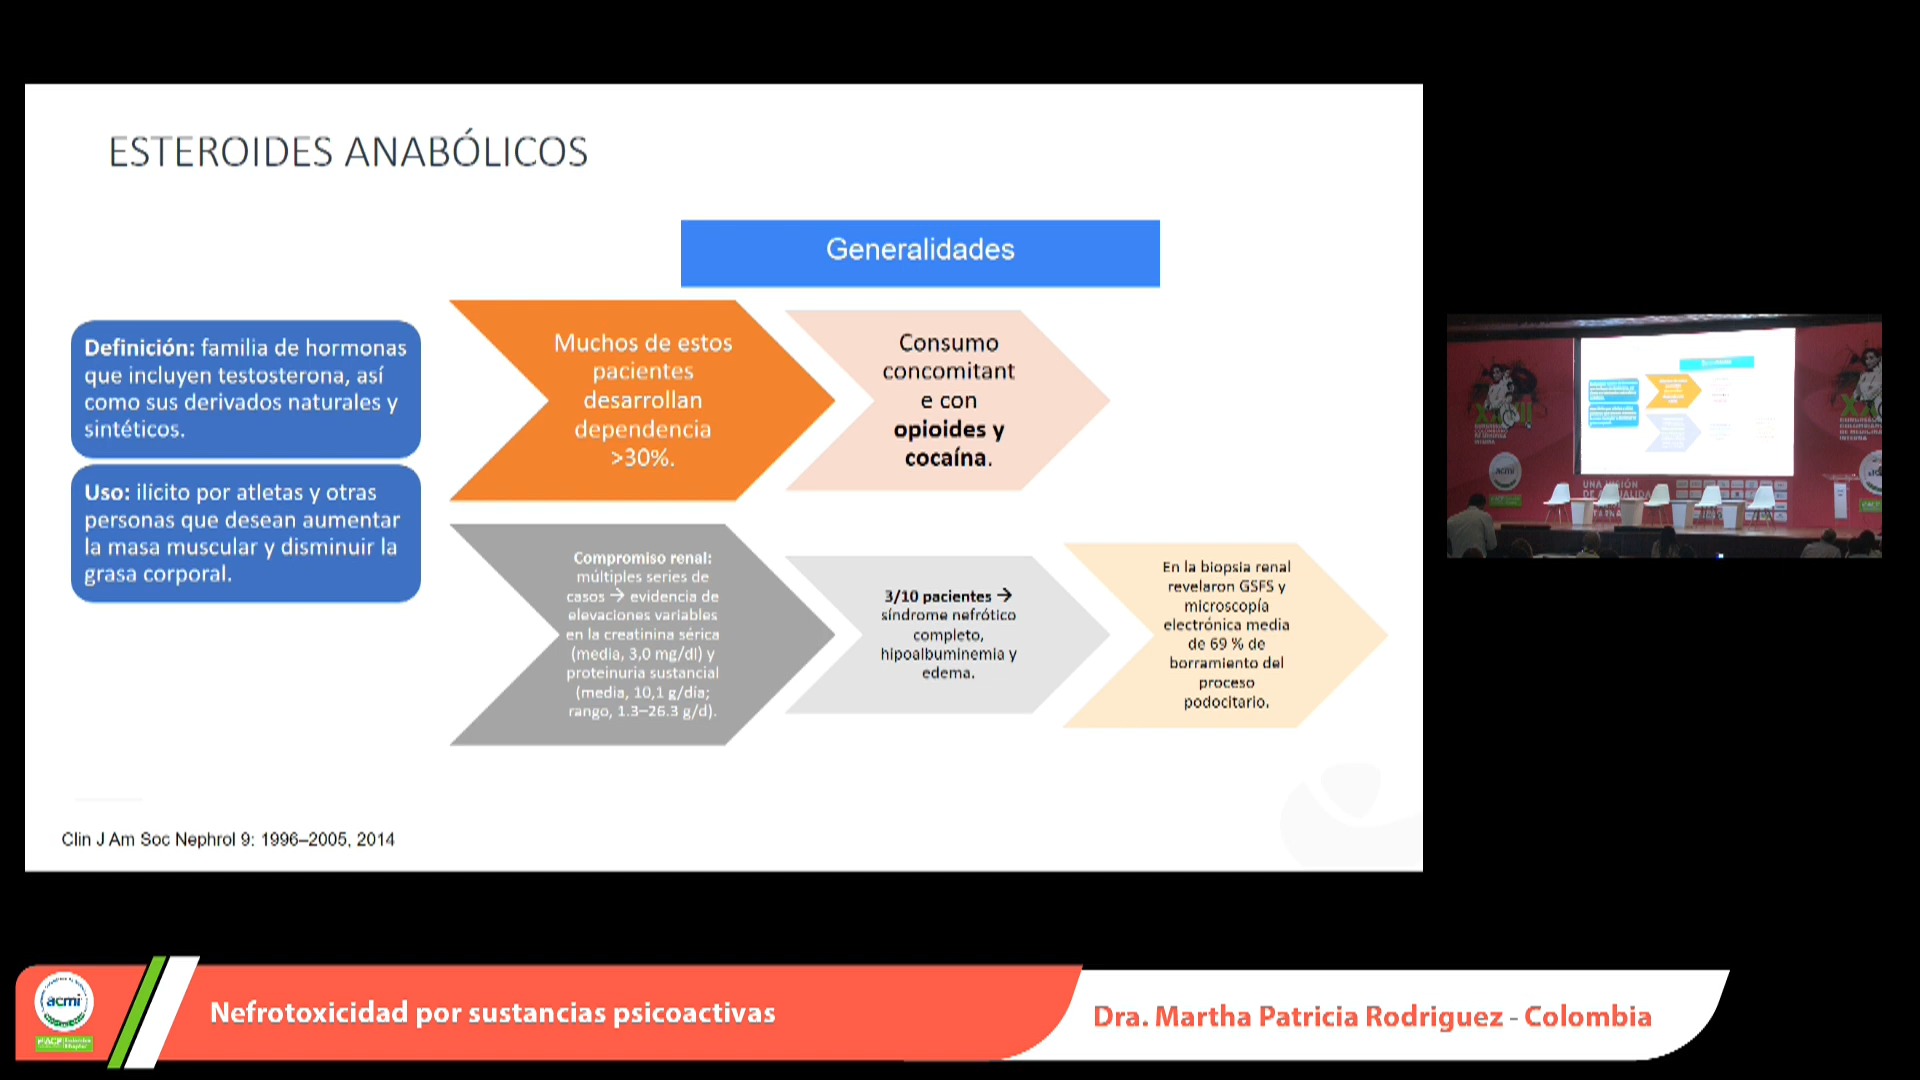 ESTEROIDES ANABÓLICOS
Generalidades
Definición: familia de hormonas
que incluyen testosterona, así
como sus derivados naturales y
sintéticos.
Uso: ilícito por atletas y otras
personas que desean aumentar
la masa muscular y disminuir la
grasa corporal.
Muchos de estos
pacientes
desarrollan
dependencia
>30%.
Consumo
concomitant
e con
opioides y
cocaína.
Compromiso renal:
múltiples series de
casos → evidencia de
elevaciones variables
en la creatinina sérica
(media, 3,0 mg/dl) y
proteinuria sustancial
(media, 10,1 g/día;
rango, 1.3–26.3 g/d).
3/10 pacientes →
síndrome nefrótico
completo,
hipoalbuminemia y
edema.
En la biopsia renal
revelaron GSFS y
microscopía
electrónica media
de 69 % de
borramiento del
proceso
podocitario.
Clin J Am Soc Nephrol 9: 1996–2005, 2014
acmi
UNA VISIÓN
acmi
Nefrotoxicidad por sustancias psicoactivas
Dra. Martha Patricia Rodriguez - Colombia